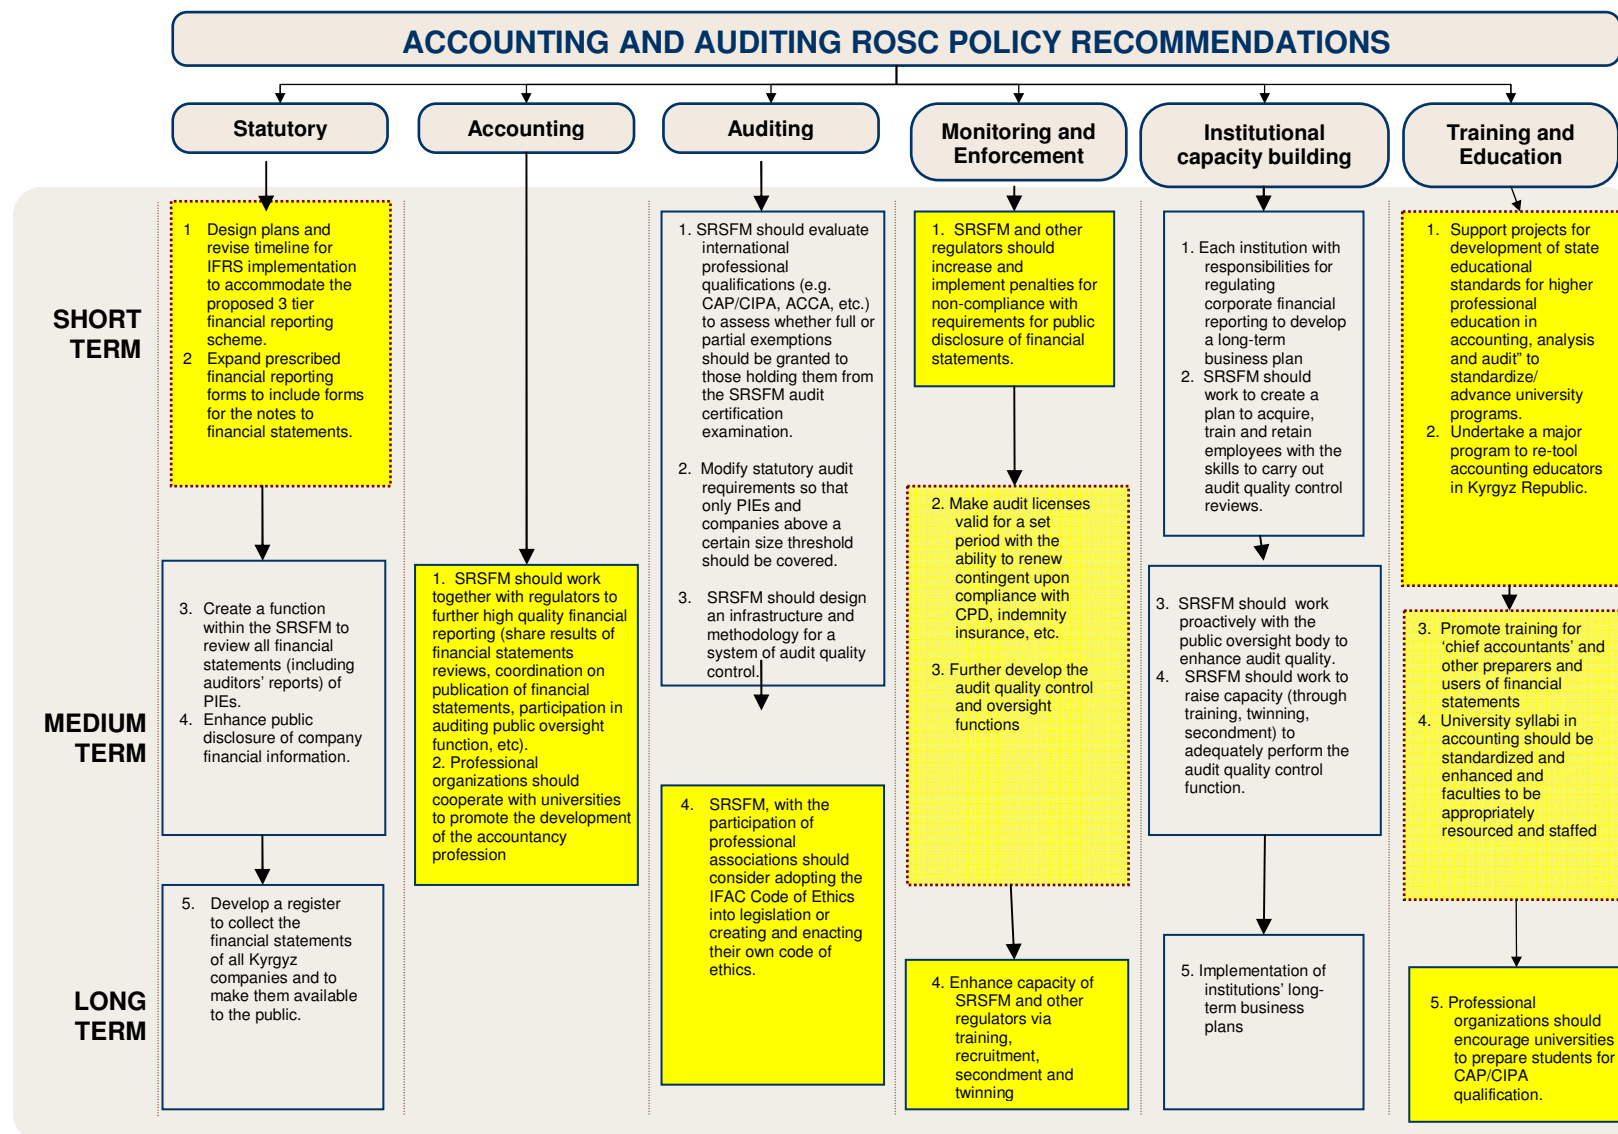 ACCOUNTING AND AUDITING ROSC POLICY RECOMMENDATIONS
Statutory
Accounting
Auditing
Monitoring and
Enforcement
Institutional
capacity building
Training and
Education
SHORT
TERM
MEDIUM
TERM
LONG
TERM
1 Design plans and
revise timeline for
IFRS implementation
to accommodate the
proposed 3 tier
financial reporting
scheme.
2 Expand prescribed
financial reporting
forms to include forms
for the notes to
financial statements.
3. Create a function
within the SRSFM to
review all financial
statements (including
auditors' reports) of
PIEs.
4. Enhance public
disclosure of company
financial information.
5. Develop a register
to collect the
financial statements
of all Kyrgyz
companies and to
make them available
to the public.
1. SRSFM should work
together with regulators to
further high quality financial
reporting (share results of
financial statements
reviews, coordination on
publication of financial
statements, participation in
auditing public oversight
function, etc).
2. Professional
organizations should
cooperate with universities
to promote the development
of the accountancy
profession
1. SRSFM should evaluate
international
professional
qualifications (e.g.
CAP/CIPA, ACCA, etc.)
to assess whether full or
partial exemptions
should be granted to
those holding them from
the SRSFM audit
certification
examination.
2. Modify statutory audit
requirements so that
only PIEs and
companies above a
certain size threshold
should be covered.
3. SRSFM should design
an infrastructure and
methodology for a
system of audit quality
control.
4. SRSFM, with the
participation of
professional
associations should
consider adopting the
IFAC Code of Ethics
into legislation or
creating and enacting
their own code of
ethics.
1. SRSFM and other
regulators should
increase and
implement penalties for
non-compliance with
requirements for public
disclosure of financial
statements.
2. Make audit licenses
valid for a set
period with the
ability to renew
contingent upon
compliance with
CPD, indemnity
insurance, etc.
3. Further develop the
audit quality control
and oversight
functions
4. Enhance capacity of
SRSFM and other
regulators via
training,
recruitment,
secondment and
twinning
1. Each institution with
responsibilities for
regulating
corporate financial
reporting to develop
a long-term
business plan
2. SRSFM should
work to create a
plan to acquire,
train and retain
employees with the
skills to carry out
audit quality control
reviews.
3. SRSFM should work
proactively with the
public oversight body to
enhance audit quality.
4. SRSFM should work to
raise capacity (through
training, twinning,
secondment) to
adequately perform the
audit quality control
function.
5. Implementation of
institutions' long-
term business
plans
1. Support projects for
development of state
educational
standards for higher
professional
education in
accounting, analysis
and audit” to
standardize/
advance university
programs.
2. Undertake a major
program to re-tool
accounting educators
in Kyrgyz Republic.
3. Promote training for
‘chief accountants’ and
other preparers and
users of financial
statements
4. University syllabi in
accounting should be
standardized and
enhanced and
faculties to be
appropriately
resourced and staffed
5. Professional
organizations should
encourage universities
to prepare students for
CAP/CIPA
qualification.